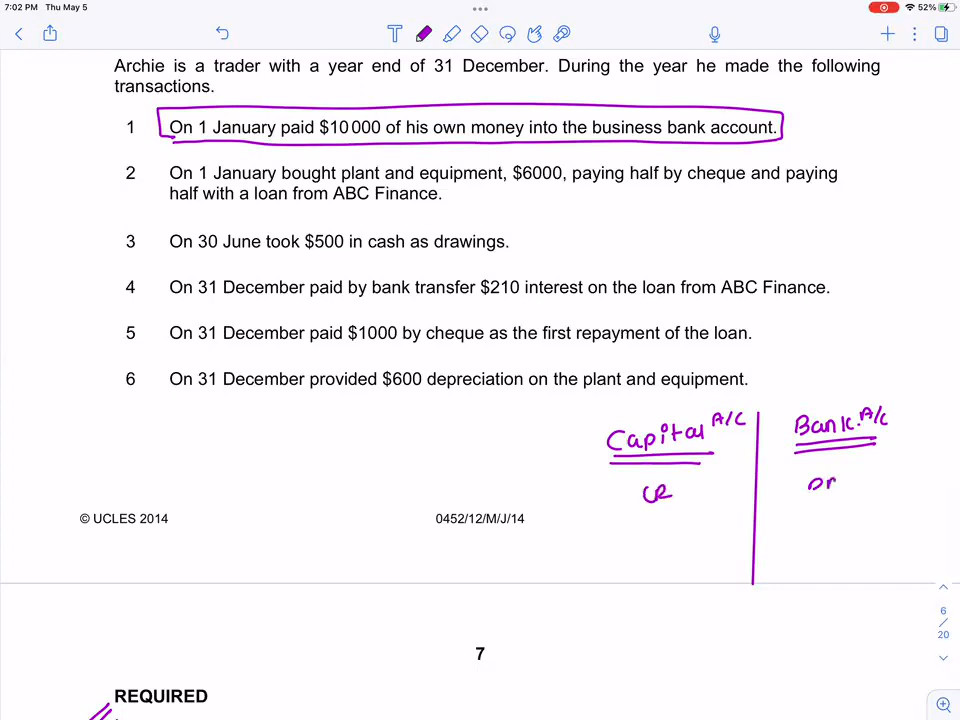 7:02 PM Thu May 5
52%
Archie is a trader with a year end of 31 December. During the year he made the following
transactions.
1 On 1 January paid $10 000 of his own money into the business bank account.
2 On 1 January bought plant and equipment, $6000, paying half by cheque and paying
half with a loan from ABC Finance.
3 On 30 June took $500 in cash as drawings.
4 On 31 December paid by bank transfer $210 interest on the loan from ABC Finance.
5 On 31 December paid $1000 by cheque as the first repayment of the loan.
6 On 31 December provided $600 depreciation on the plant and equipment.
Capital A/C
Bank. A/C
CR
Dr
© UCLES 2014
0452/12/M/J/14
6
/
20
7
REQUIRED